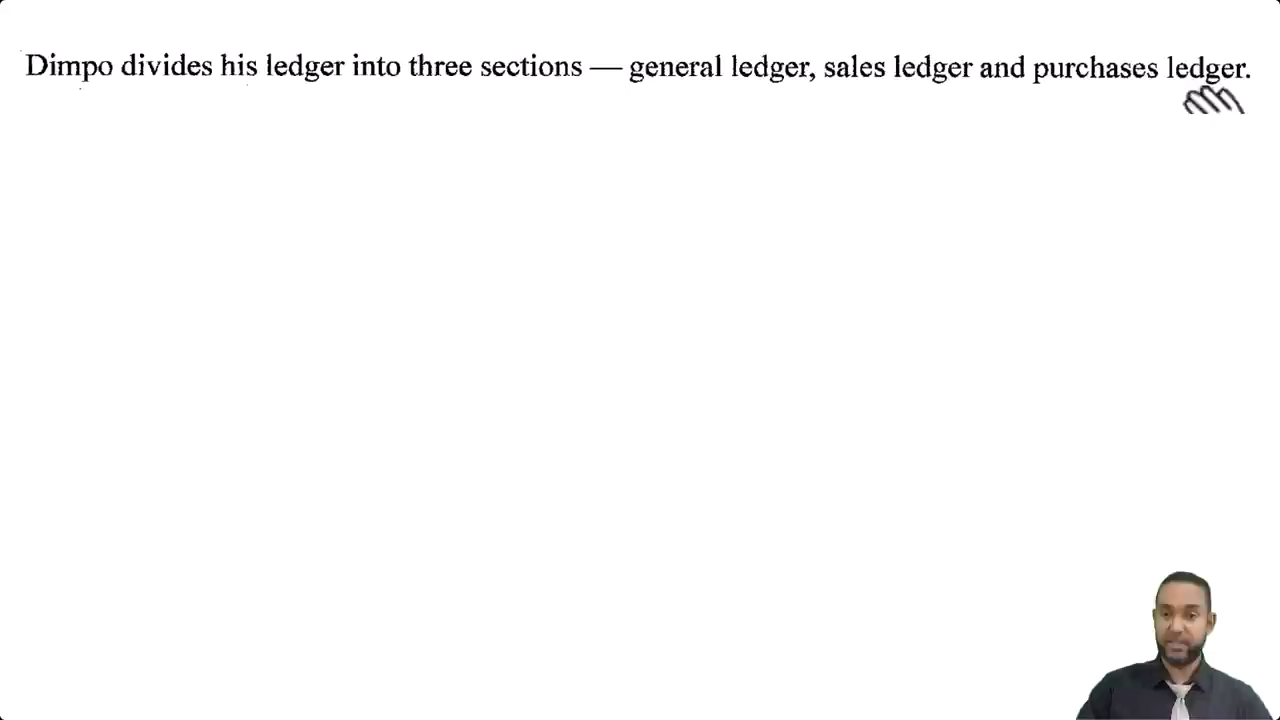 Dimpo divides his ledger into three sections — general ledger, sales ledger and purchases ledger.